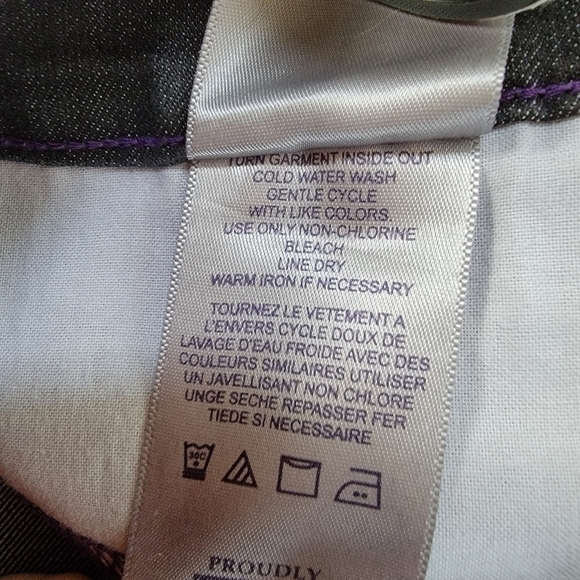 TURN GARMENT INSIDE OUT
COLD WATER WASH
GENTLE CYCLE
WITH LIKE COLORS.
USE ONLY NON-CHLORINE
BLEACH
LINE DRY
WARM IRON IF NECESSARY
TOURNEZ LE VETEMENT A
L'ENVERS CYCLE DOUX DE
LAVAGE D'EAU FROIDE AVEC DES
COULEURS SIMILAIRES UTILISER
UN JAVELLISANT NON CHLORE
UNGE SECHE REPASSER FER
TIEDE SI NECESSAIRE
30C
PROUDLY